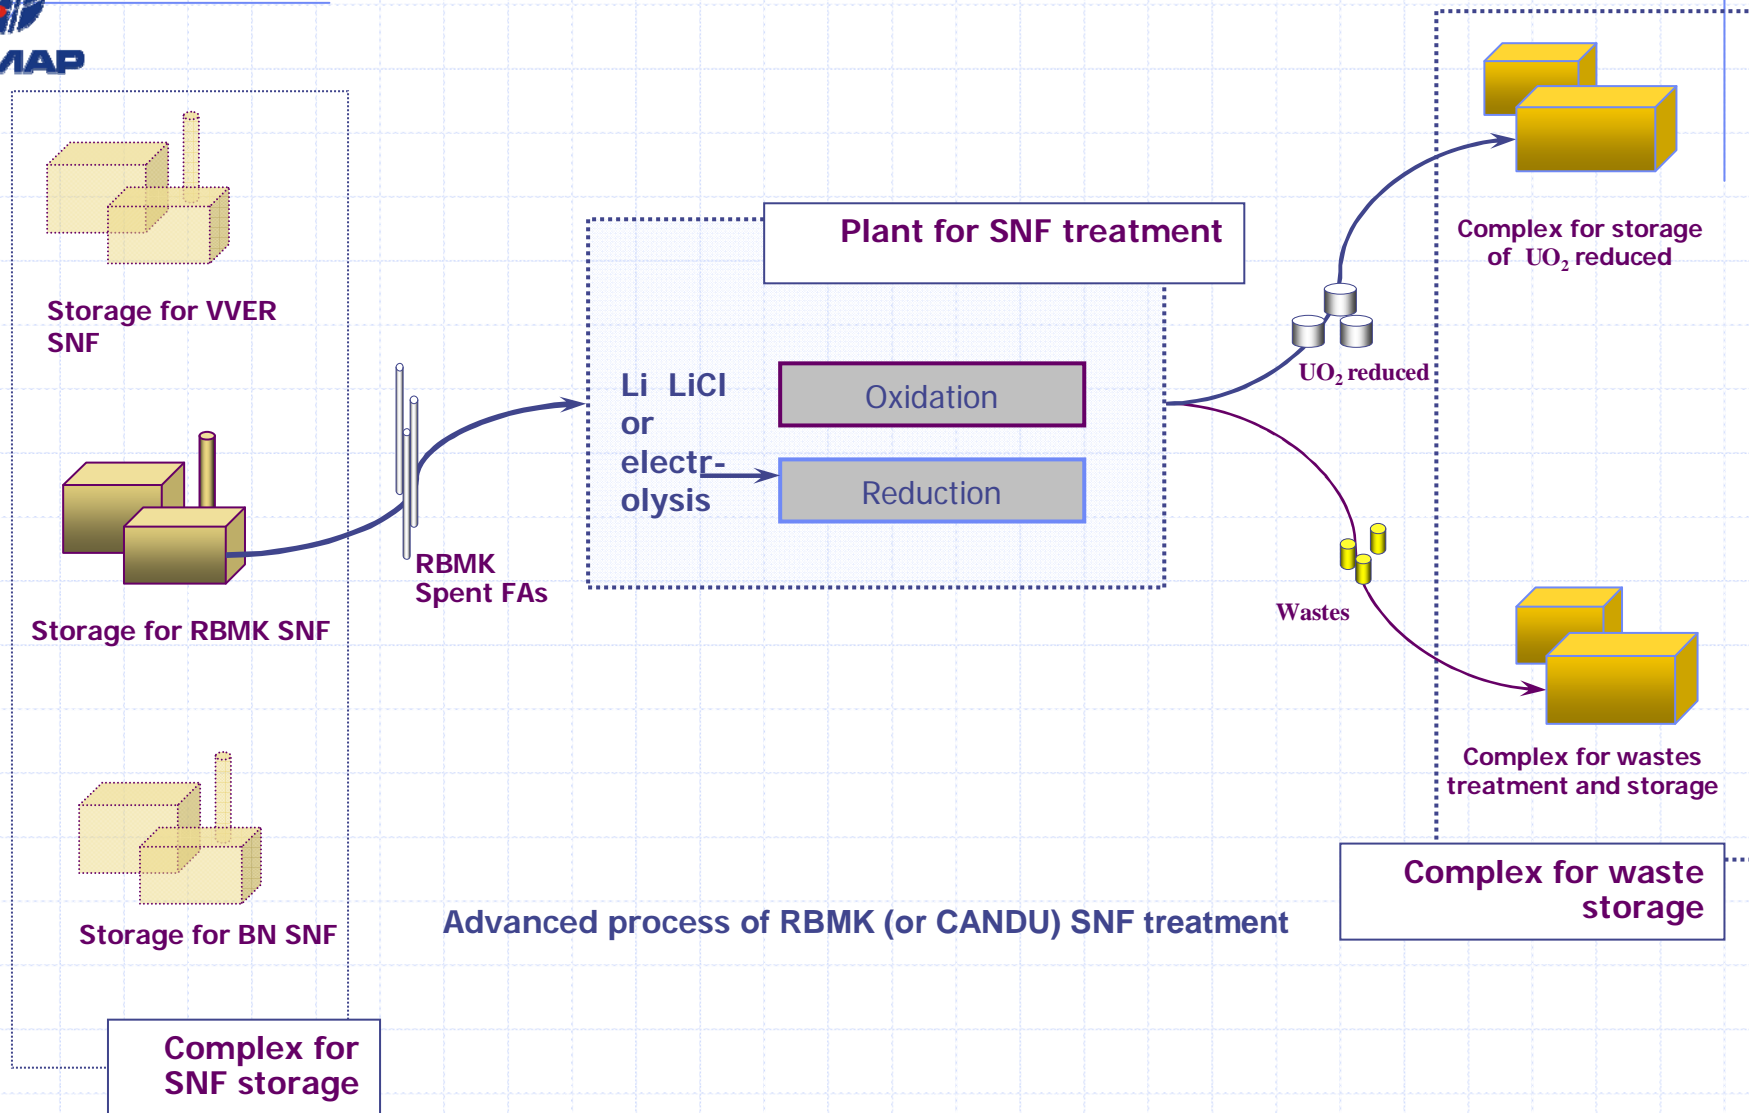 Storage for VVER
SNF
Storage for RBMK SNF
Storage for BN SNF
Complex for
SNF storage
RBMK
Spent FAs
Plant for SNF treatment
Li LiCl
or
electr-
olysis
Oxidation
Reduction
UO₂ reduced
Wastes
Complex for storage
of UO₂ reduced
Complex for wastes
treatment and storage
Complex for waste
storage
Advanced process of RBMK (or CANDU) SNF treatment